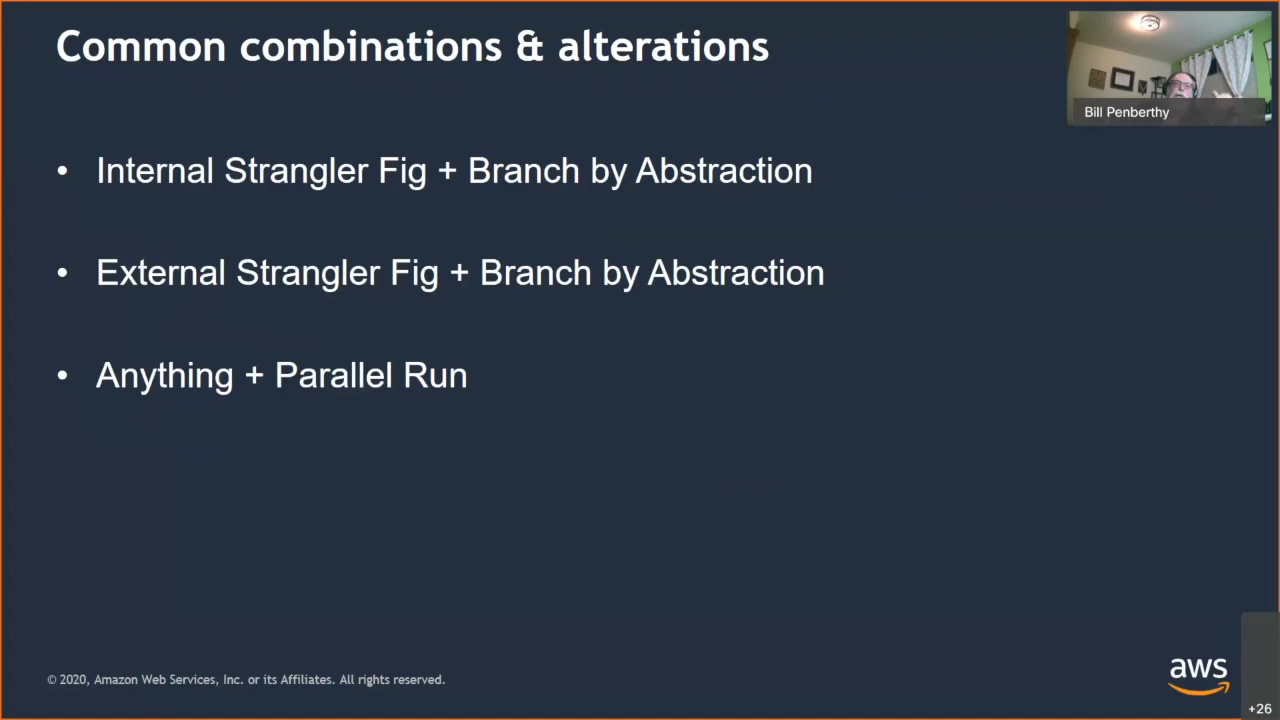 Common combinations & alterations
Bill Penberthy
• Internal Strangler Fig + Branch by Abstraction
• External Strangler Fig + Branch by Abstraction
• Anything + Parallel Run
© 2020, Amazon Web Services, Inc. or its Affiliates. All rights reserved.
aws
+26